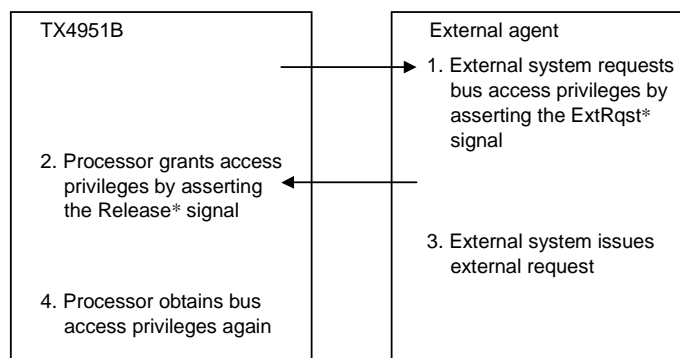 TX4951B
External agent
1. External system requests
bus access privileges by
asserting the ExtRqst*
signal
2. Processor grants access
privileges by asserting
the Release* signal
3. External system issues
external request
4. Processor obtains bus
access privileges again